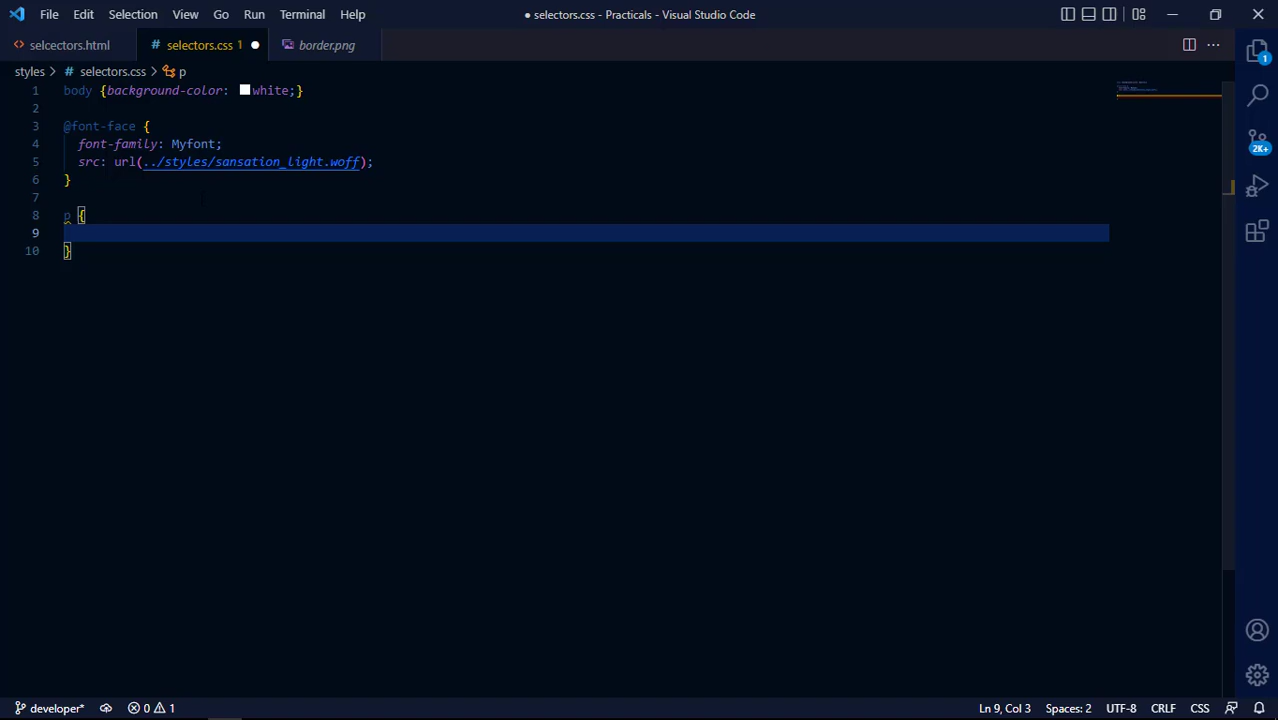 File Edit Selection View Go Run Terminal Help
● selectors.css - Practicals - Visual Studio Code
selcectors.html
# selectors.css 1
border.png
styles > # selectors.css > p
1 body {background-color: white;}
2
3 @font-face {
4 font-family: Myfont;
5 src: url(../styles/sansation_light.woff);
6 }
7
8 p {
9
10 }
1
2K+
developer* 0 1 Ln 9, Col 3 Spaces: 2 UTF-8 CRLF CSS